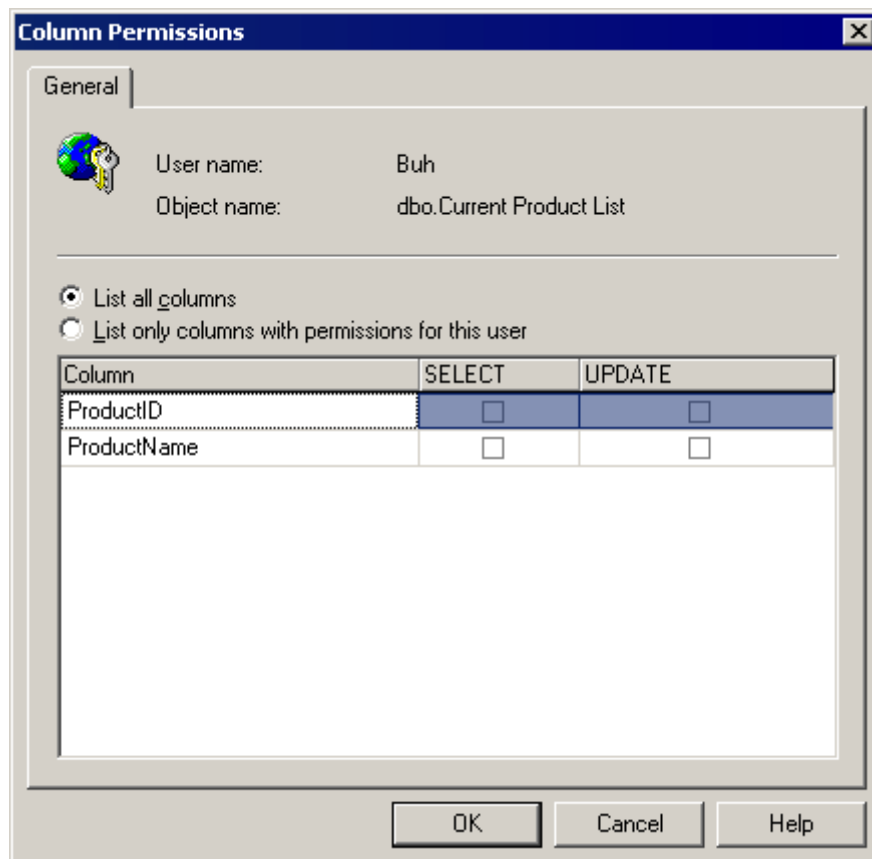 Column Permissions
General
User name: Buh
Object name: dbo.Current Product List
List all columns
List only columns with permissions for this user
Column SELECT UPDATE
ProductID
ProductName
OK Cancel Help